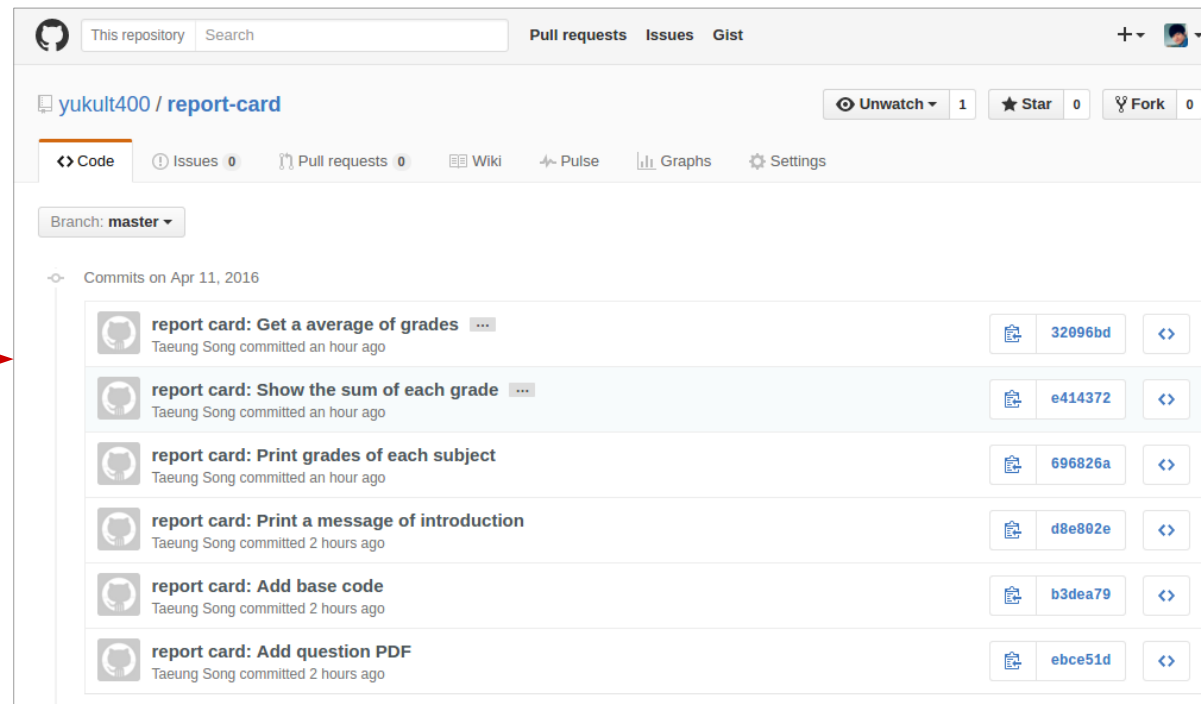 This repository Search Pull requests Issues Gist
yukult400 / report-card Unwatch 1 Star 0 Fork 0
Code Issues 0 Pull requests 0 Wiki Pulse Graphs Settings
Branch: master
Commits on Apr 11, 2016
report card: Get a average of grades ...
Taeung Song committed an hour ago
32096bd
report card: Show the sum of each grade ...
Taeung Song committed an hour ago
e414372
report card: Print grades of each subject
Taeung Song committed an hour ago
696826a
report card: Print a message of introduction
Taeung Song committed 2 hours ago
d8e802e
report card: Add base code
Taeung Song committed 2 hours ago
b3dea79
report card: Add question PDF
Taeung Song committed 2 hours ago
ebce51d